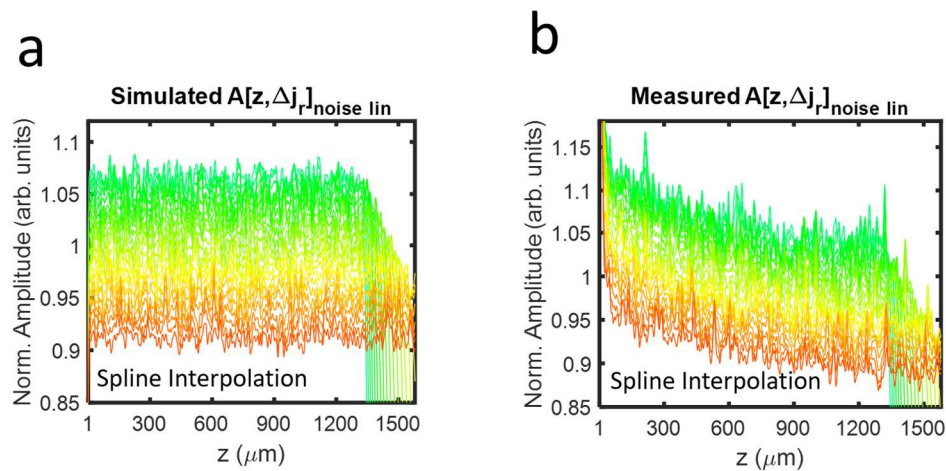 a
Simulated A[z,Δj_r]_noise lin
Norm. Amplitude (arb. units)
1.1
1.05
1
0.95
0.9
0.85
Spline Interpolation
1 300 600 900 1200 1500
z (μm)
b
Measured A[z,Δj_r]_noise lin
Norm. Amplitude (arb. units)
1.15
1.1
1.05
1
0.95
0.9
0.85
Spline Interpolation
1 300 600 900 1200 1500
z (μm)